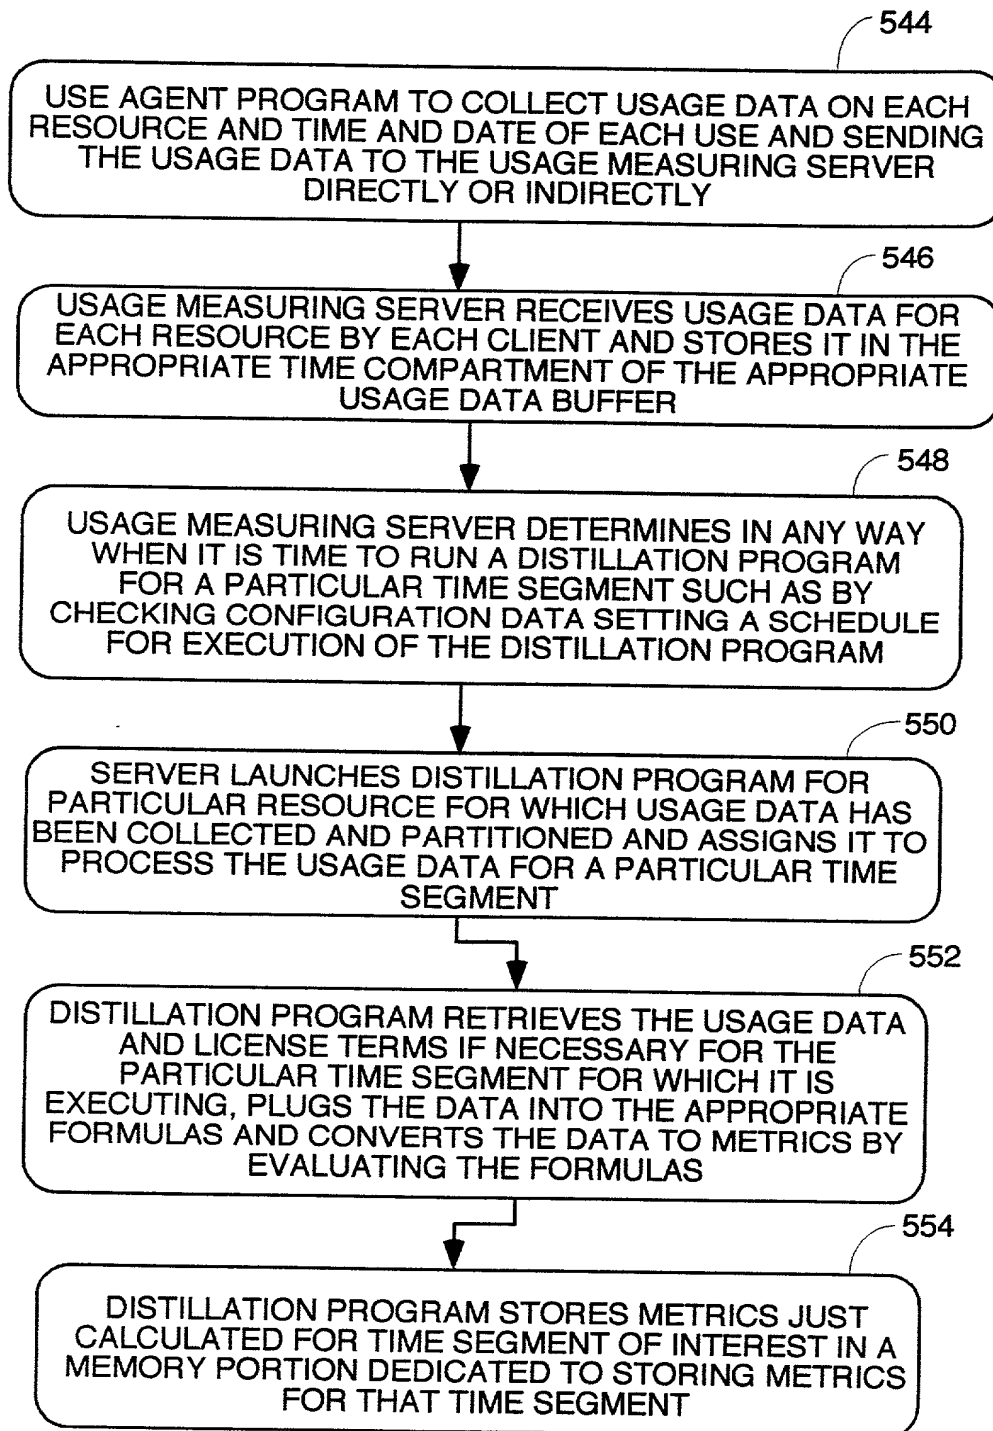 544
USE AGENT PROGRAM TO COLLECT USAGE DATA ON EACH
RESOURCE AND TIME AND DATE OF EACH USE AND SENDING
THE USAGE DATA TO THE USAGE MEASURING SERVER
DIRECTLY OR INDIRECTLY
546
USAGE MEASURING SERVER RECEIVES USAGE DATA FOR
EACH RESOURCE BY EACH CLIENT AND STORES IT IN THE
APPROPRIATE TIME COMPARTMENT OF THE APPROPRIATE
USAGE DATA BUFFER
548
USAGE MEASURING SERVER DETERMINES IN ANY WAY
WHEN IT IS TIME TO RUN A DISTILLATION PROGRAM
FOR A PARTICULAR TIME SEGMENT SUCH AS BY
CHECKING CONFIGURATION DATA SETTING A SCHEDULE
FOR EXECUTION OF THE DISTILLATION PROGRAM
550
SERVER LAUNCHES DISTILLATION PROGRAM FOR
PARTICULAR RESOURCE FOR WHICH USAGE DATA HAS
BEEN COLLECTED AND PARTITIONED AND ASSIGNS IT TO
PROCESS THE USAGE DATA FOR A PARTICULAR TIME
SEGMENT
552
DISTILLATION PROGRAM RETRIEVES THE USAGE DATA
AND LICENSE TERMS IF NECESSARY FOR THE
PARTICULAR TIME SEGMENT FOR WHICH IT IS
EXECUTING, PLUGS THE DATA INTO THE APPROPRIATE
FORMULAS AND CONVERTS THE DATA TO METRICS BY
EVALUATING THE FORMULAS
554
DISTILLATION PROGRAM STORES METRICS JUST
CALCULATED FOR TIME SEGMENT OF INTEREST IN A
MEMORY PORTION DEDICATED TO STORING METRICS
FOR THAT TIME SEGMENT